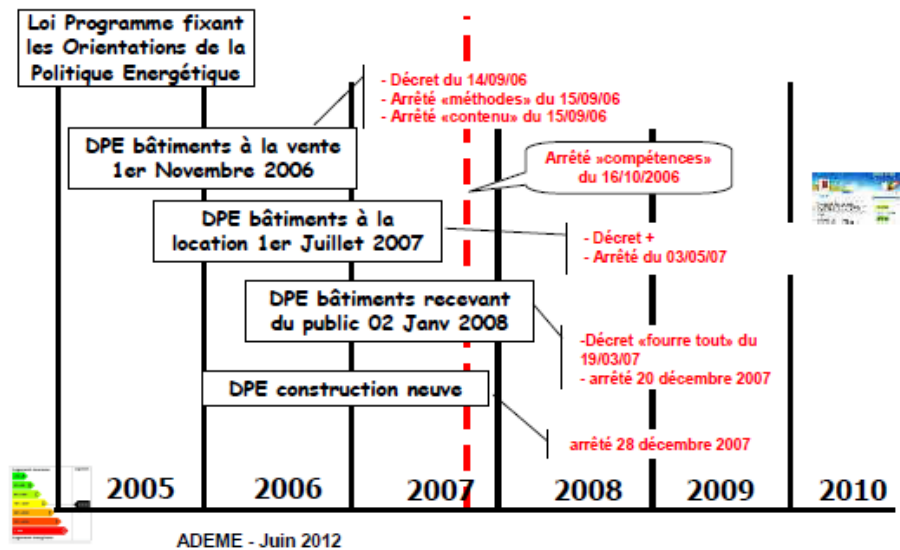 Loi Programme fixant
les Orientations de la
Politique Energétique
- Décret du 14/09/06
- Arrêté «méthodes» du 15/09/06
- Arrêté «contenu» du 15/09/06
DPE bâtiments à la vente
1er Novembre 2006
Arrêté »compétences»
du 16/10/2006
DPE bâtiments à la
location 1er Juillet 2007
- Décret +
- Arrêté du 03/05/07
DPE bâtiments recevant
du public 02 Janv 2008
-Décret «fourre tout» du
19/03/07
- arrêté 20 décembre 2007
DPE construction neuve
arrêté 28 décembre 2007
2005
2006
2007
2008
2009
2010
ADEME - Juin 2012